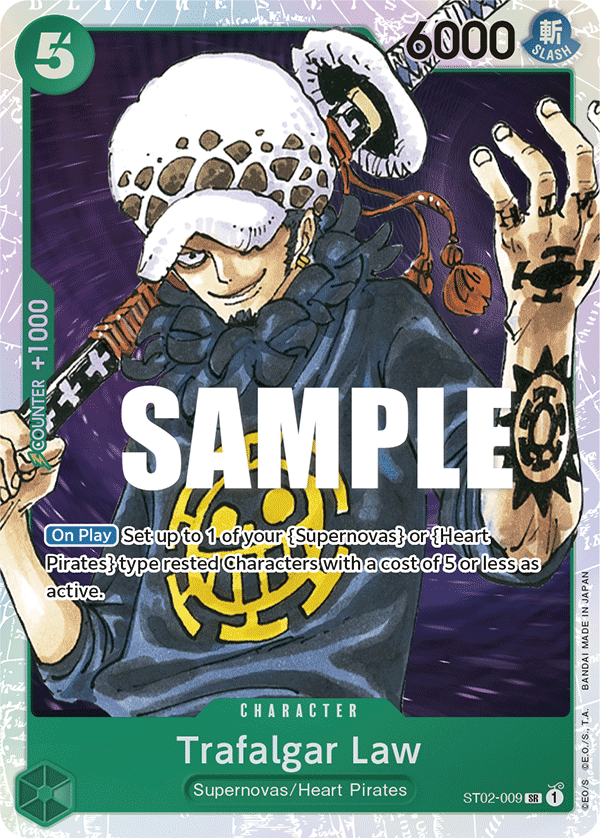 5
6000
斬
SLASH
COUNTER +1000
SAMPLE
On Play Set up to 1 of your {Supernovas} or {Heart
Pirates} type rested Characters with a cost of 5 or less as
active.
CHARACTER
Trafalgar Law
Supernovas/Heart Pirates
ST02-009 SR 1
©EO/S ©E.O./S., T.A. BANDAI MADE IN JAPAN